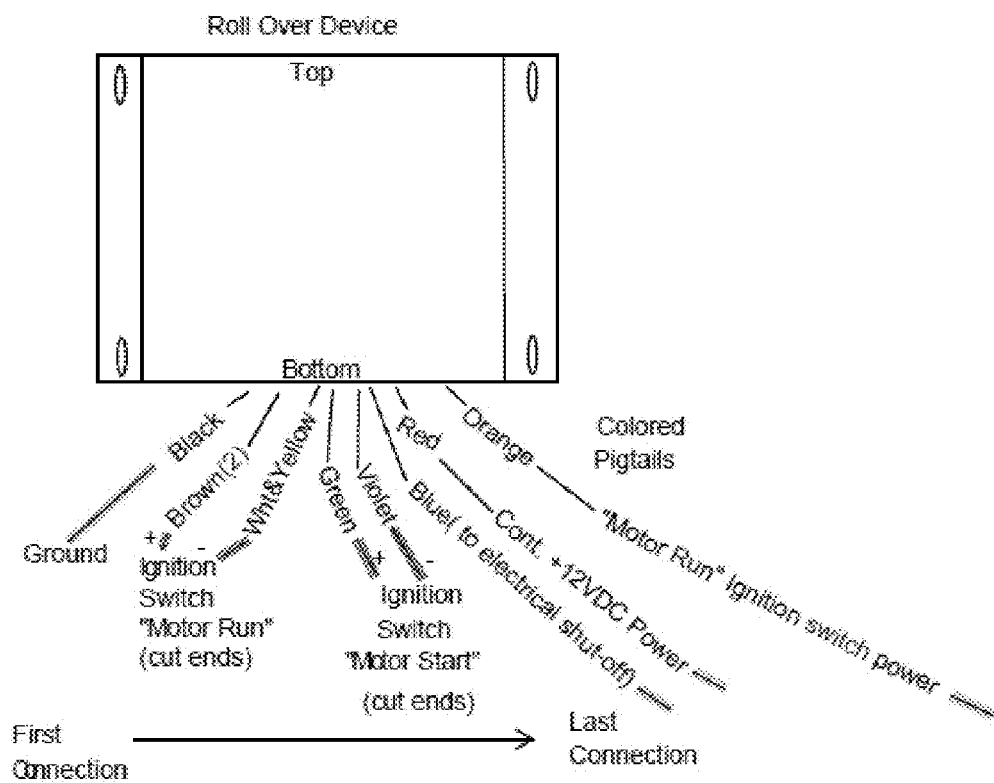 Roll Over Device
Top
Bottom
Black
Brown(2)
Wht&Yellow
Green
Violet
Blue( to electrical shut-off)
Red
Cont. +12VDC Power
Orange
"Motor Run" Ignition switch power
Colored
Pigtails
Ground
+
-
Ignition
Switch
"Motor Run"
(cut ends)
+
-
Ignition
Switch
"Motor Start"
(cut ends)
First
Connection
Last
Connection